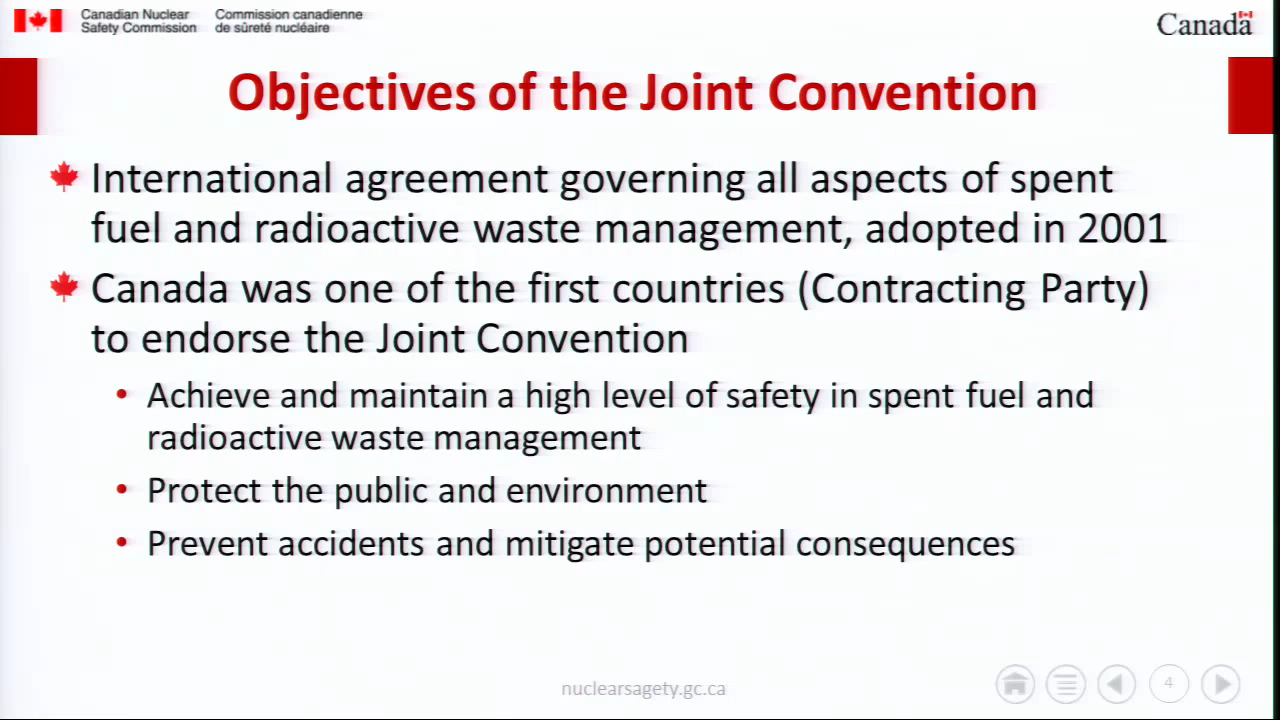 Canadian Nuclear
Safety Commission
Commission canadienne
de sûreté nucléaire
Canada
Objectives of the Joint Convention
International agreement governing all aspects of spent
fuel and radioactive waste management, adopted in 2001
Canada was one of the first countries (Contracting Party)
to endorse the Joint Convention
• Achieve and maintain a high level of safety in spent fuel and
radioactive waste management
• Protect the public and environment
• Prevent accidents and mitigate potential consequences
nuclearsagety.gc.ca
4